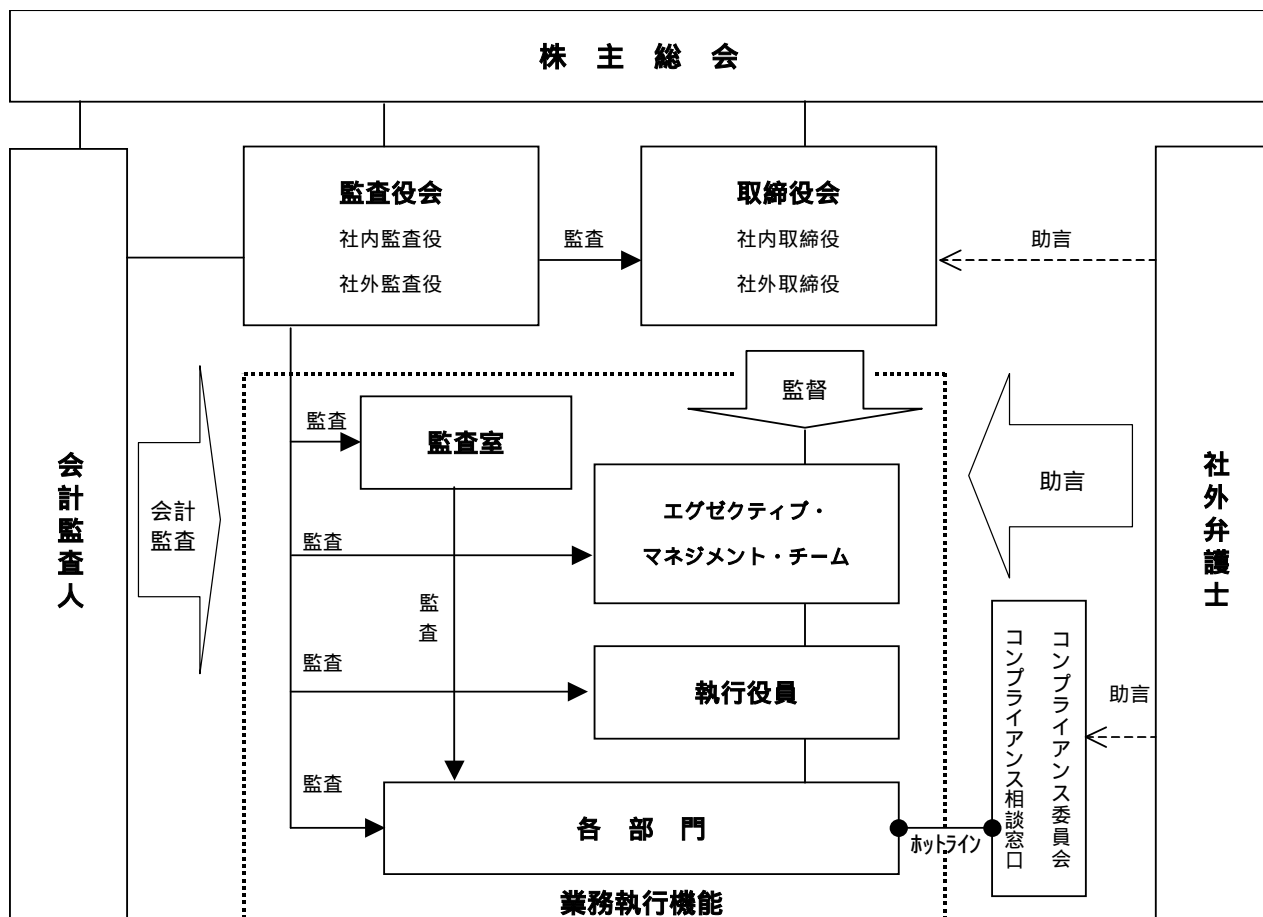 株 主 総 会
監査役会
社内監査役
社外監査役
監査
取締役会
社内取締役
社外取締役
助言
会計監査人
会計
監査
監査
監査室
監督
助言
社外弁護士
監査
エグゼクティブ・
マネジメント・チーム
監査
監査
執行役員
コンプライアンス委員会
コンプライアンス相談窓口
助言
監査
各 部 門
ホットライン
業務執行機能